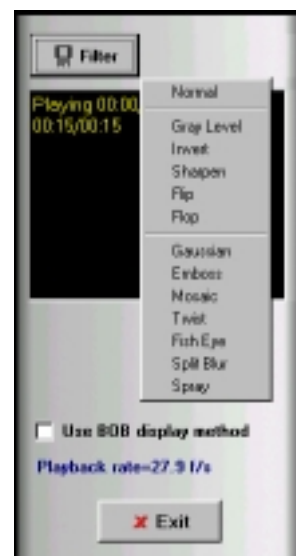 Filter
Playing 00:00,
00:15/00:15
Normal
Gray Level
Invert
Sharpen
Flip
Flop
Gaussian
Emboss
Mosaic
Twist
Fish Eye
Split Blur
Spray
Use BOB display method
Playback rate=27.9 f/s
Exit